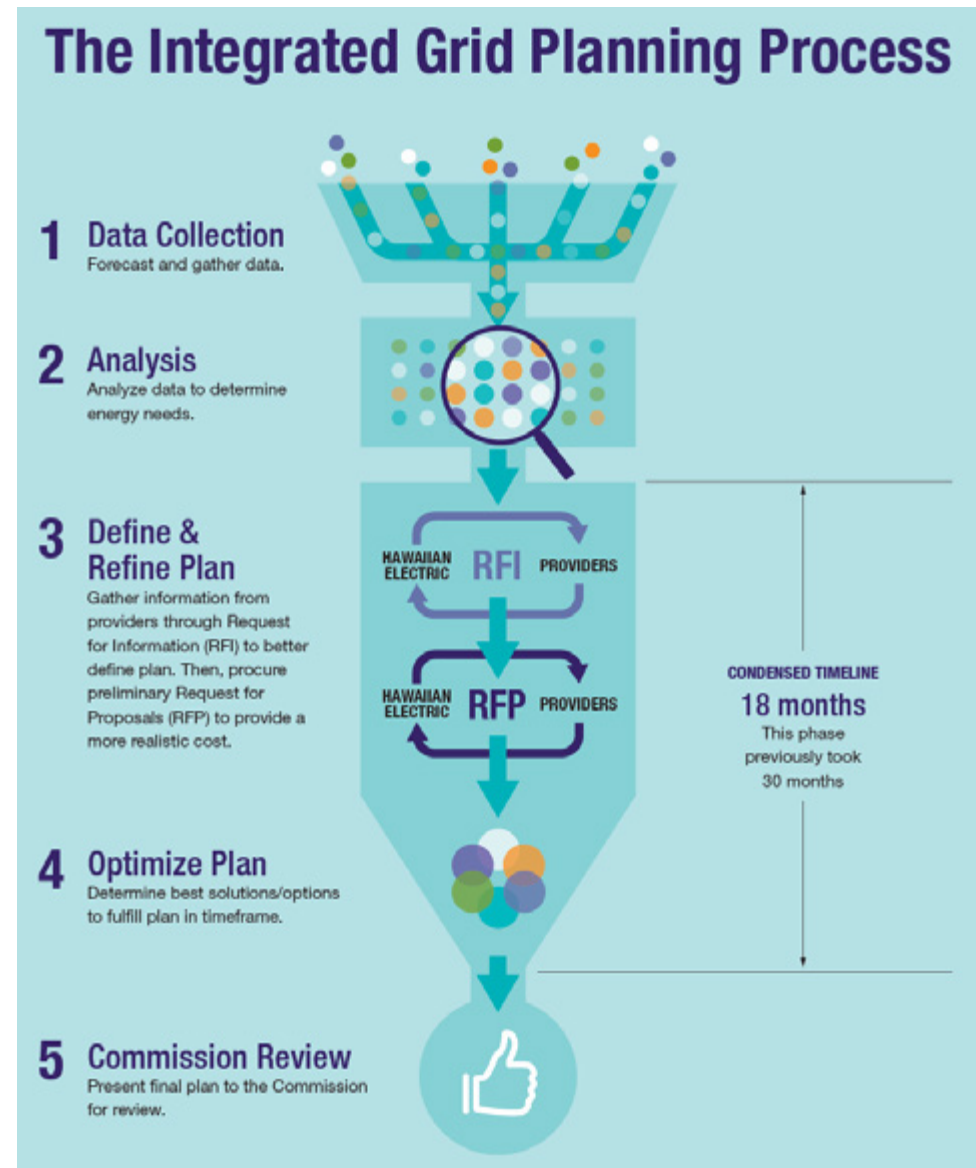 The Integrated Grid Planning Process
1 Data Collection
Forecast and gather data.
2 Analysis
Analyze data to determine
energy needs.
3 Define &
Refine Plan
Gather information from
providers through Request
for Information (RFI) to better
define plan. Then, procure
preliminary Request for
Proposals (RFP) to provide a
more realistic cost.
HAWAIIAN
ELECTRIC
RFI
PROVIDERS
HAWAIIAN
ELECTRIC
RFP
PROVIDERS
CONDENSED TIMELINE
18 months
This phase
previously took
30 months
4 Optimize Plan
Determine best solutions/options
to fulfill plan in timeframe.
5 Commission Review
Present final plan to the Commission
for review.